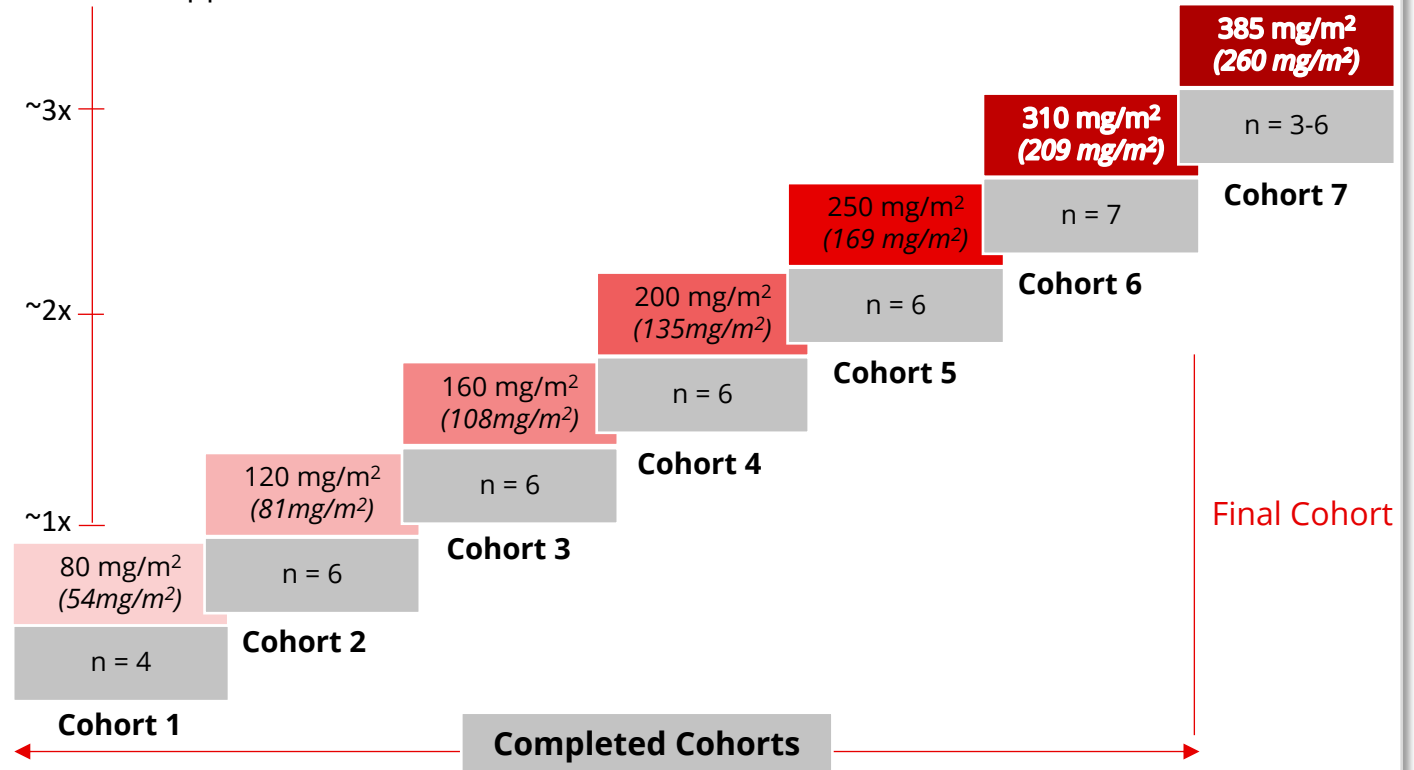 ~3x
~2x
~1x
385 mg/m²
(260 mg/m²)
n = 3-6
Cohort 7
310 mg/m²
(209 mg/m²)
n = 7
Cohort 6
250 mg/m²
(169 mg/m²)
n = 6
Cohort 5
200 mg/m²
(135mg/m²)
n = 6
Cohort 4
160 mg/m²
(108mg/m²)
n = 6
Cohort 3
120 mg/m²
(81mg/m²)
n = 6
Cohort 2
80 mg/m²
(54mg/m²)
n = 4
Cohort 1
Final Cohort
Completed Cohorts